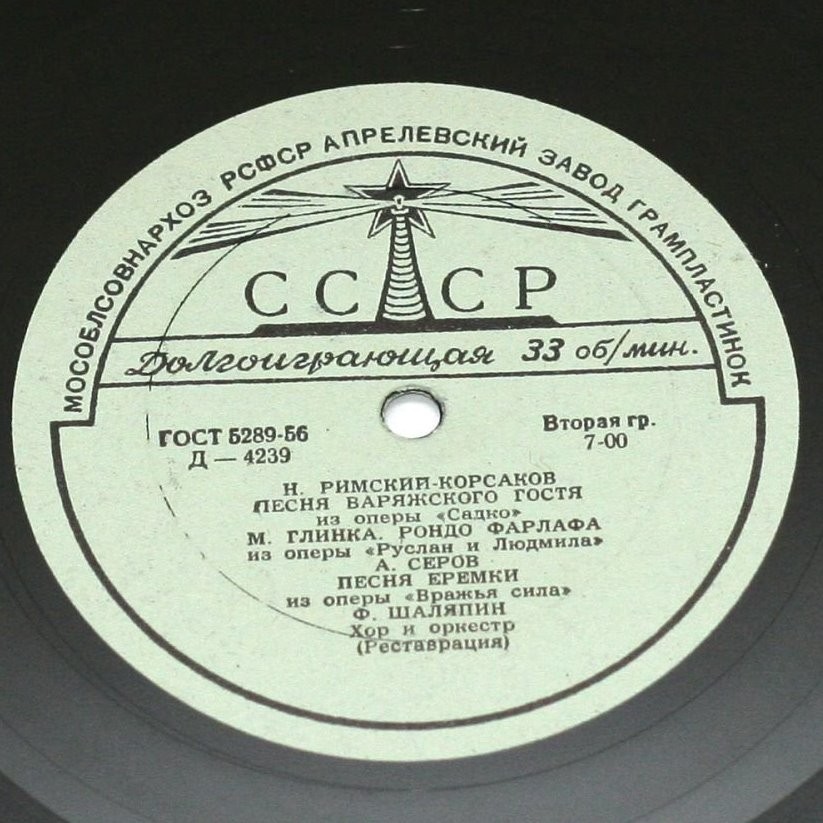 МОСОБЛСОВНАРХОЗ РСФСР АПРЕЛЕВСКИЙ ЗАВОД ГРАМПЛАСТИНОК
СССР
Долгоиграющая 33 об/мин.
ГОСТ 5289-56
Д — 4239
Вторая гр.
7-00
Н. РИМСКИЙ-КОРСАКОВ
ПЕСНЯ ВАРЯЖСКОГО ГОСТЯ
из оперы «Садко»
М. ГЛИНКА. РОНДО ФАРЛАФА
из оперы «Руслан и Людмила»
А. СЕРОВ
ПЕСНЯ ЕРЕМКИ
из оперы «Вражья сила»
Ф. ШАЛЯПИН
Хор и оркестр
(Реставрация)